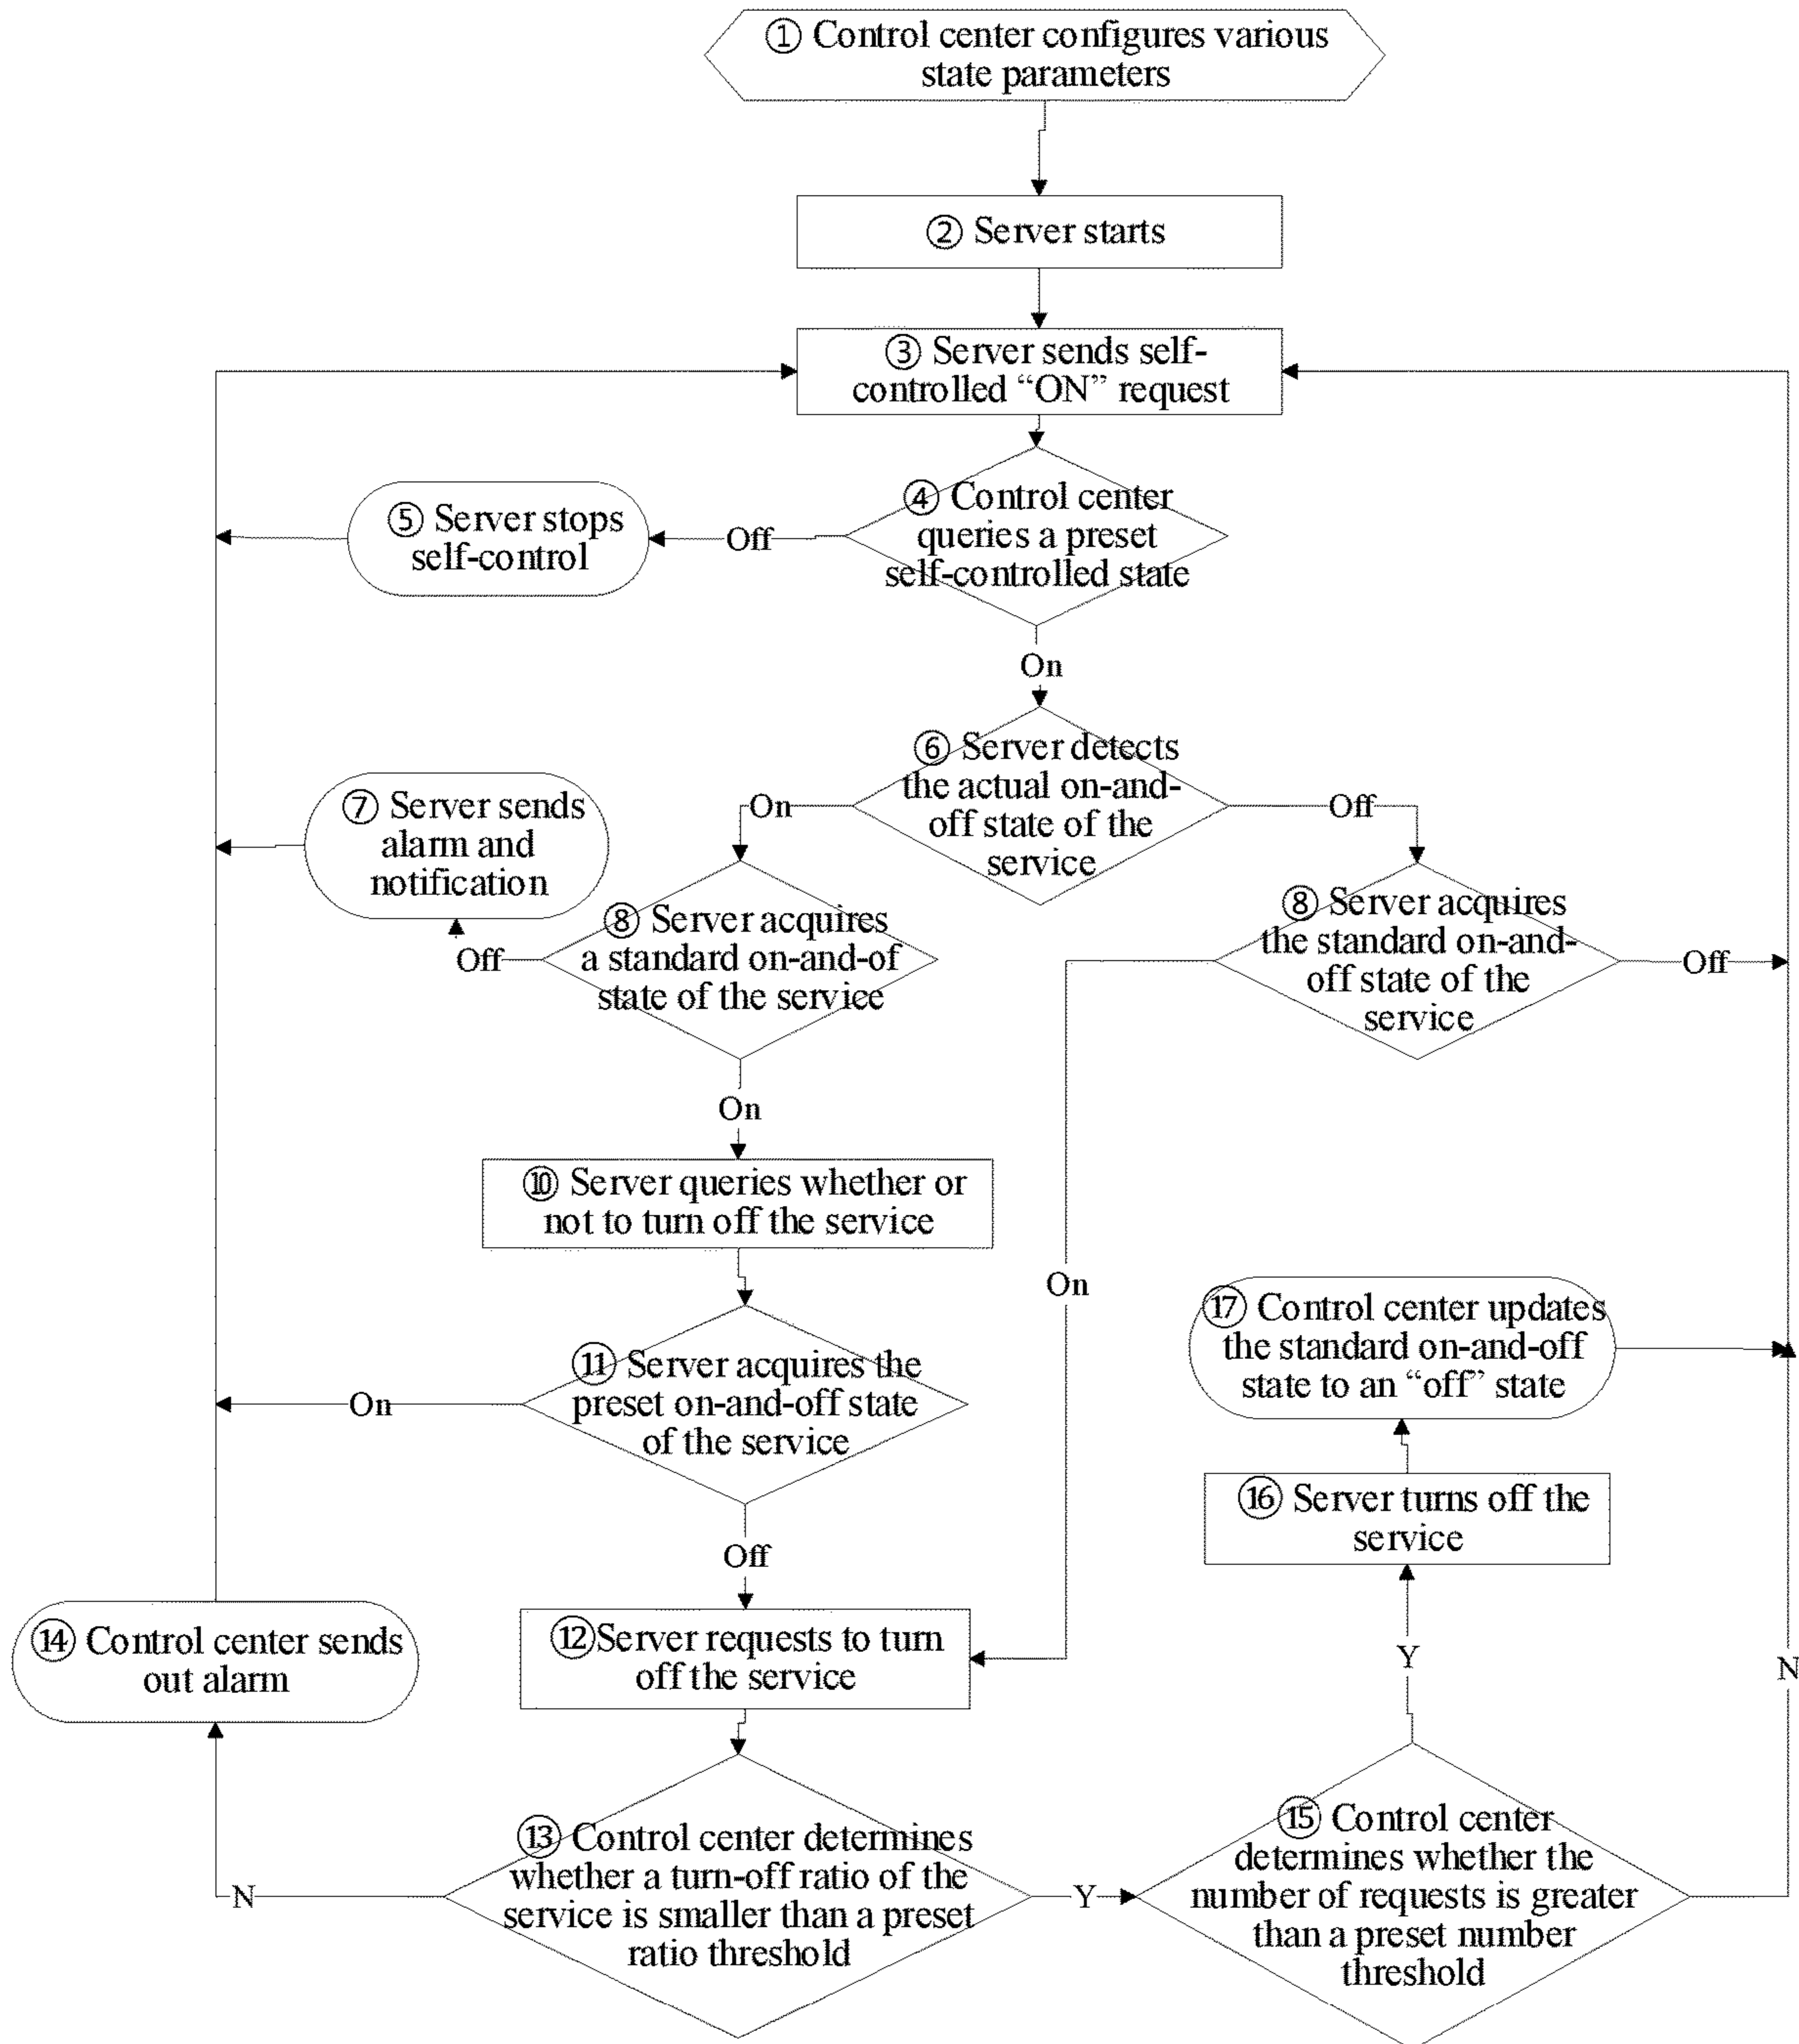 ① Control center configures various
state parameters
② Server starts
③ Server sends self-
controlled “ON” request
④ Control center
queries a preset
self-controlled state
Off
⑤ Server stops
self-control
On
⑥ Server detects
the actual on-and-
off state of the
service
On
Off
⑦ Server sends
alarm and
notification
⑧ Server acquires
a standard on-and-of
state of the service
Off
⑧ Server acquires
the standard on-and-
off state of the
service
Off
On
⑩ Server queries whether or
not to turn off the service
On
⑪ Server acquires the
preset on-and-off state
of the service
On
⑰ Control center updates
the standard on-and-off
state to an “off” state
⑯ Server turns off the
service
Off
⑫Server requests to turn
off the service
⑭ Control center sends
out alarm
Y
N
⑬ Control center determines
whether a turn-off ratio of the
service is smaller than a preset
ratio threshold
N
Y
⑮ Control center
determines whether the
number of requests is greater
than a preset number
threshold